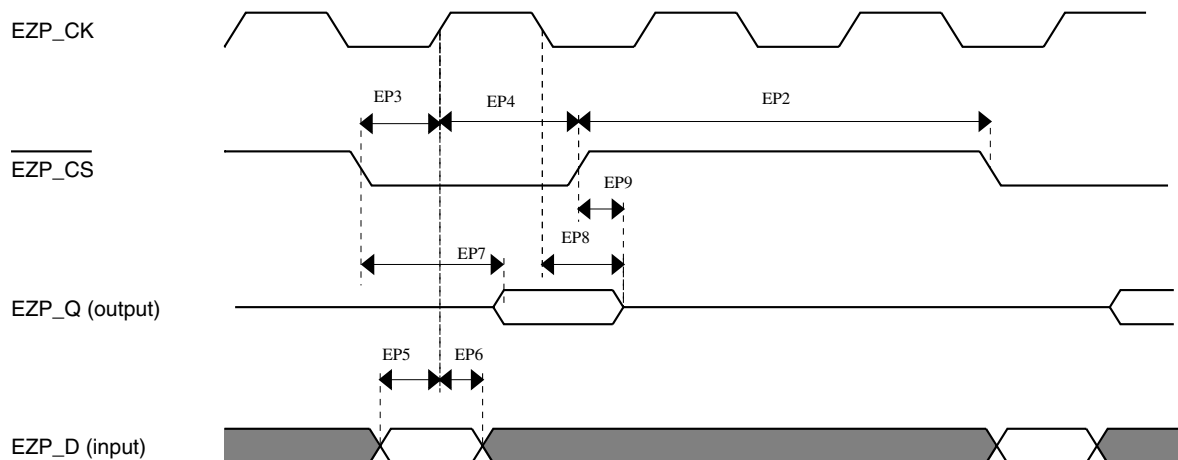 EZP_CK
EP3
EP4
EP2
EZP_CS
EP9
EP8
EP7
EZP_Q (output)
EP5
EP6
EZP_D (input)